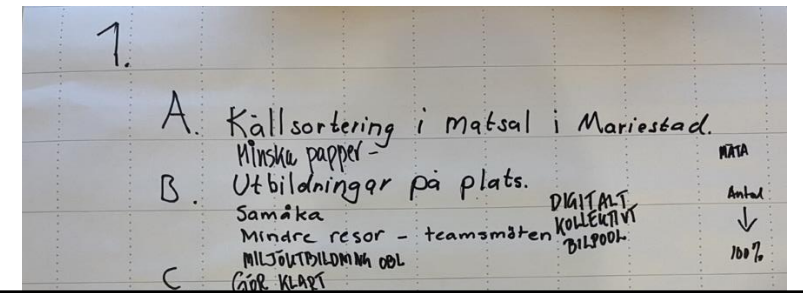 1.
A. Källsortering i matsal i Mariestad.
Minska papper - MÄTA
B. Utbildningar på plats.
Samåka DIGITALT Antal
Mindre resor - teamsmöten KOLLEKTIVT ↓
MILJÖUTBILDNING OBL BILPOOL 100%
C GÖR KLART